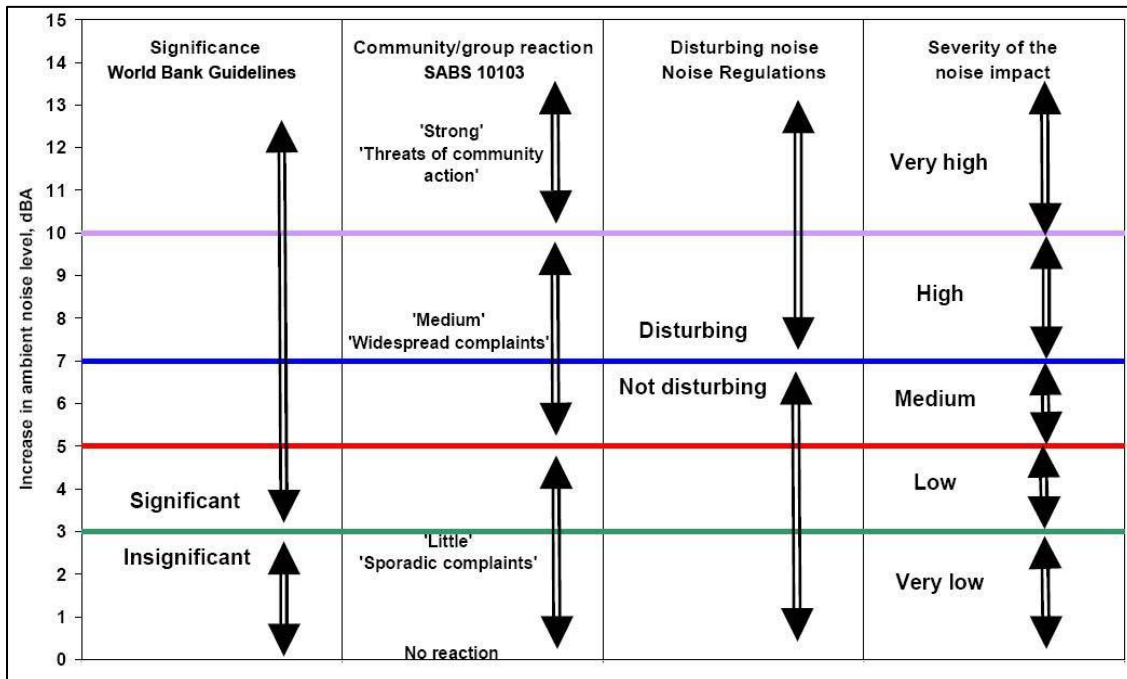 Increase in ambient noise level, dBA
15
14
13
12
11
10
9
8
7
6
5
4
3
2
1
0
Significance
World Bank Guidelines
Significant
Insignificant
Community/group reaction
SABS 10103
'Strong'
'Threats of community
action'
'Medium'
'Widespread complaints'
'Little'
'Sporadic complaints'
No reaction
Disturbing noise
Noise Regulations
Disturbing
Not disturbing
Severity of the
noise impact
Very high
High
Medium
Low
Very low